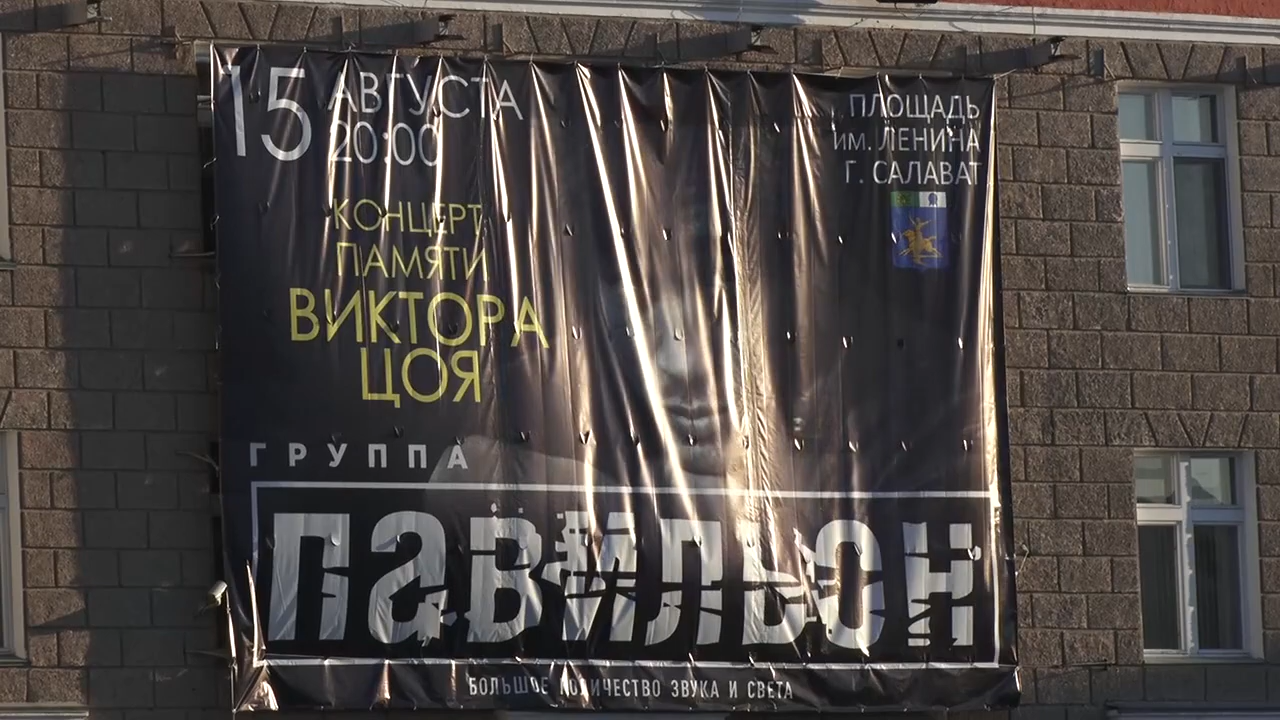 15 АВГУСТА
20:00
ПЛОЩАДЬ
ИМ. ЛЕНИНА
Г. САЛАВАТ
КОНЦЕРТ
ПАМЯТИ
ВИКТОРА
ЦОЯ
ГРУППА
ПАВИЛЬОН
БОЛЬШОЕ КОЛИЧЕСТВО ЗВУКА И СВЕТА